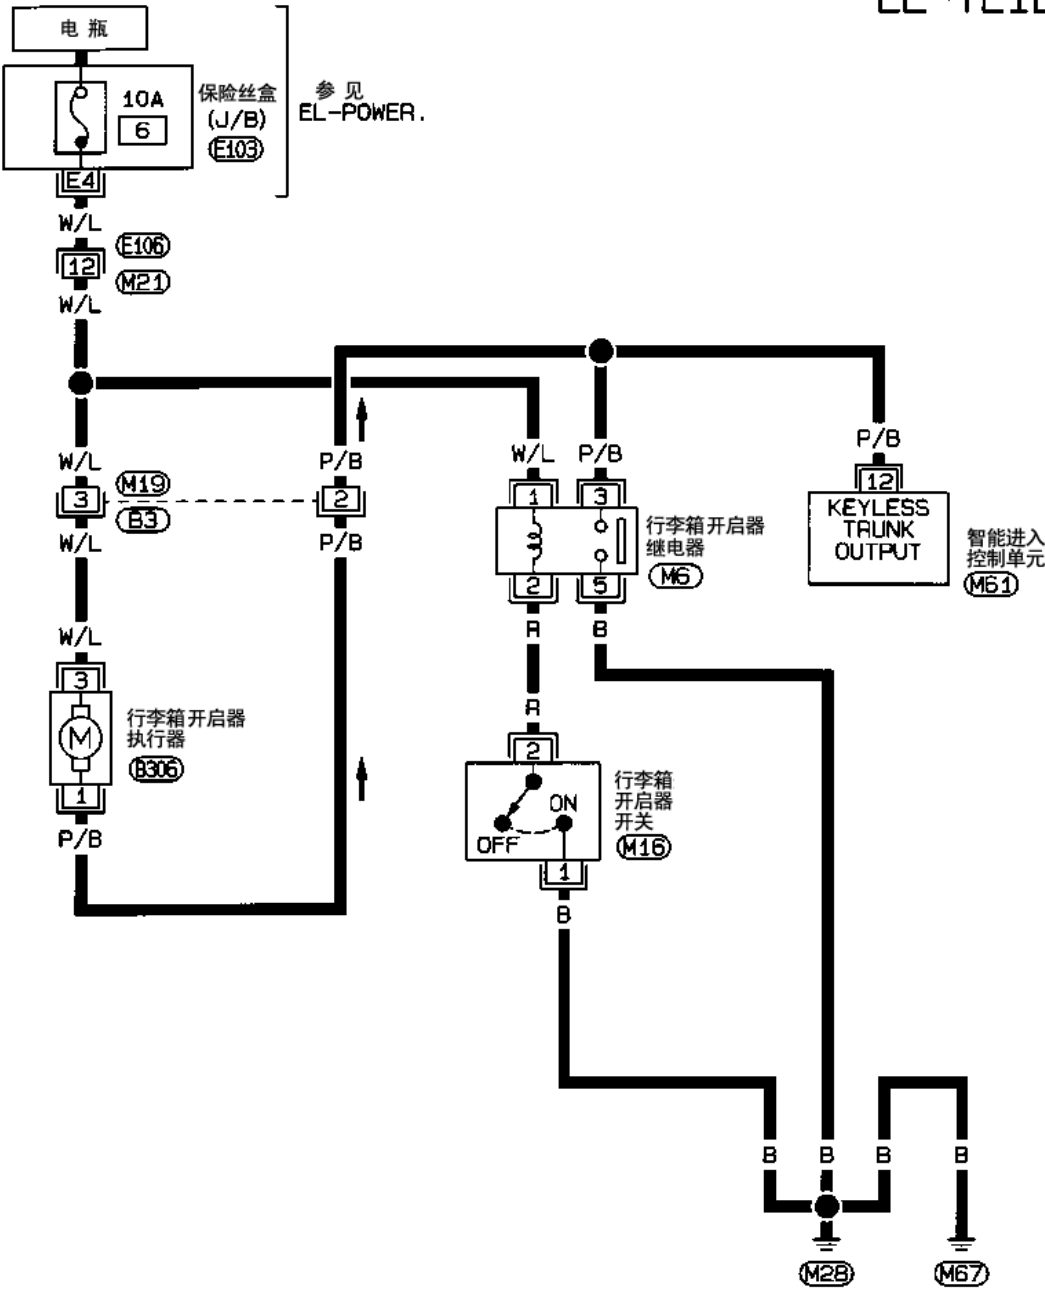 电瓶
10A
6
保险丝盒
(J/B)
E103
参见
EL-POWER.
E4
W/L
E106
12
M21
W/L
W/L
P/B
W/L
P/B
P/B
3
M19
B3
2
1
3
12
KEYLESS
TRUNK
OUTPUT
智能进入
控制单元
M61
行李箱开启器
继电器
M6
W/L
P/B
2
5
R
B
W/L
3
M
行李箱开启器
执行器
B306
1
P/B
R
2
ON
OFF
行李箱
开启器
开关
M16
1
B
B
B
B
B
M28
M67